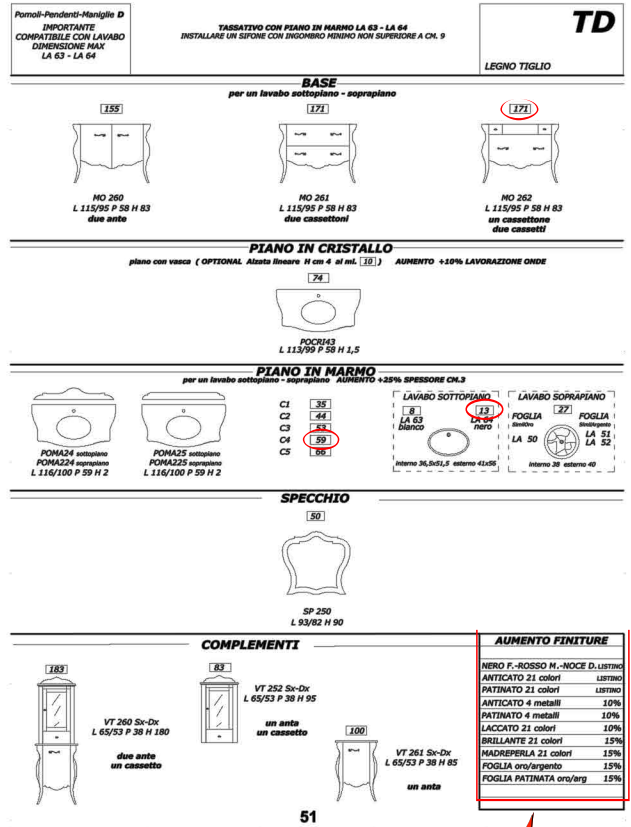 Pomoli-Pendenti-Maniglie D
IMPORTANTE
COMPATIBILE CON LAVABO
DIMENSIONE MAX
LA 63 - LA 64
TASSATIVO CON PIANO IN MARMO LA 63 - LA 64
INSTALLARE UN SIFONE CON INGOMBRO MINIMO NON SUPERIORE A CM. 9
TD
LEGNO TIGLIO
BASE
per un lavabo sottopiano - soprapiano
155
MO 260
L 115/95 P 58 H 83
due ante
171
MO 261
L 115/95 P 58 H 83
due cassettoni
171
MO 262
L 115/95 P 58 H 83
un cassettone
due cassetti
PIANO IN CRISTALLO
piano con vasca ( OPTIONAL Alzata lineare H cm 4 al ml. 10 ) AUMENTO +10% LAVORAZIONE ONDE
74
POCRI43
L 113/99 P 58 H 1,5
PIANO IN MARMO
per un lavabo sottopiano - soprapiano AUMENTO +25% SPESSORE CM.3
POMA24 sottopiano
POMA224 soprapiano
L 116/100 P 59 H 2
POMA25 sottopiano
POMA225 soprapiano
L 116/100 P 59 H 2
C1 35
C2 44
C3 53
C4 59
C5 66
LAVABO SOTTOPIANO
8
LA 63
bianco
13
LA 64
nero
interno 36,5x51,5 esterno 41x56
LAVABO SOPRAPIANO
27
FOGLIA
SimilOro
LA 50
FOGLIA
SimilArgento
LA 51
LA 52
interno 38 esterno 40
SPECCHIO
50
SP 250
L 93/82 H 90
COMPLEMENTI
183
VT 260 Sx-Dx
L 65/53 P 38 H 180
due ante
un cassetto
83
VT 252 Sx-Dx
L 65/53 P 38 H 95
un anta
un cassetto
100
VT 261 Sx-Dx
L 65/53 P 38 H 85
un anta
AUMENTO FINITURE
NERO F.-ROSSO M.-NOCE D. LISTINO
ANTICATO 21 colori LISTINO
PATINATO 21 colori LISTINO
ANTICATO 4 metalli 10%
PATINATO 4 metalli 10%
LACCATO 21 colori 10%
BRILLANTE 21 colori 15%
MADREPERLA 21 colori 15%
FOGLIA oro/argento 15%
FOGLIA PATINATA oro/arg 15%
51